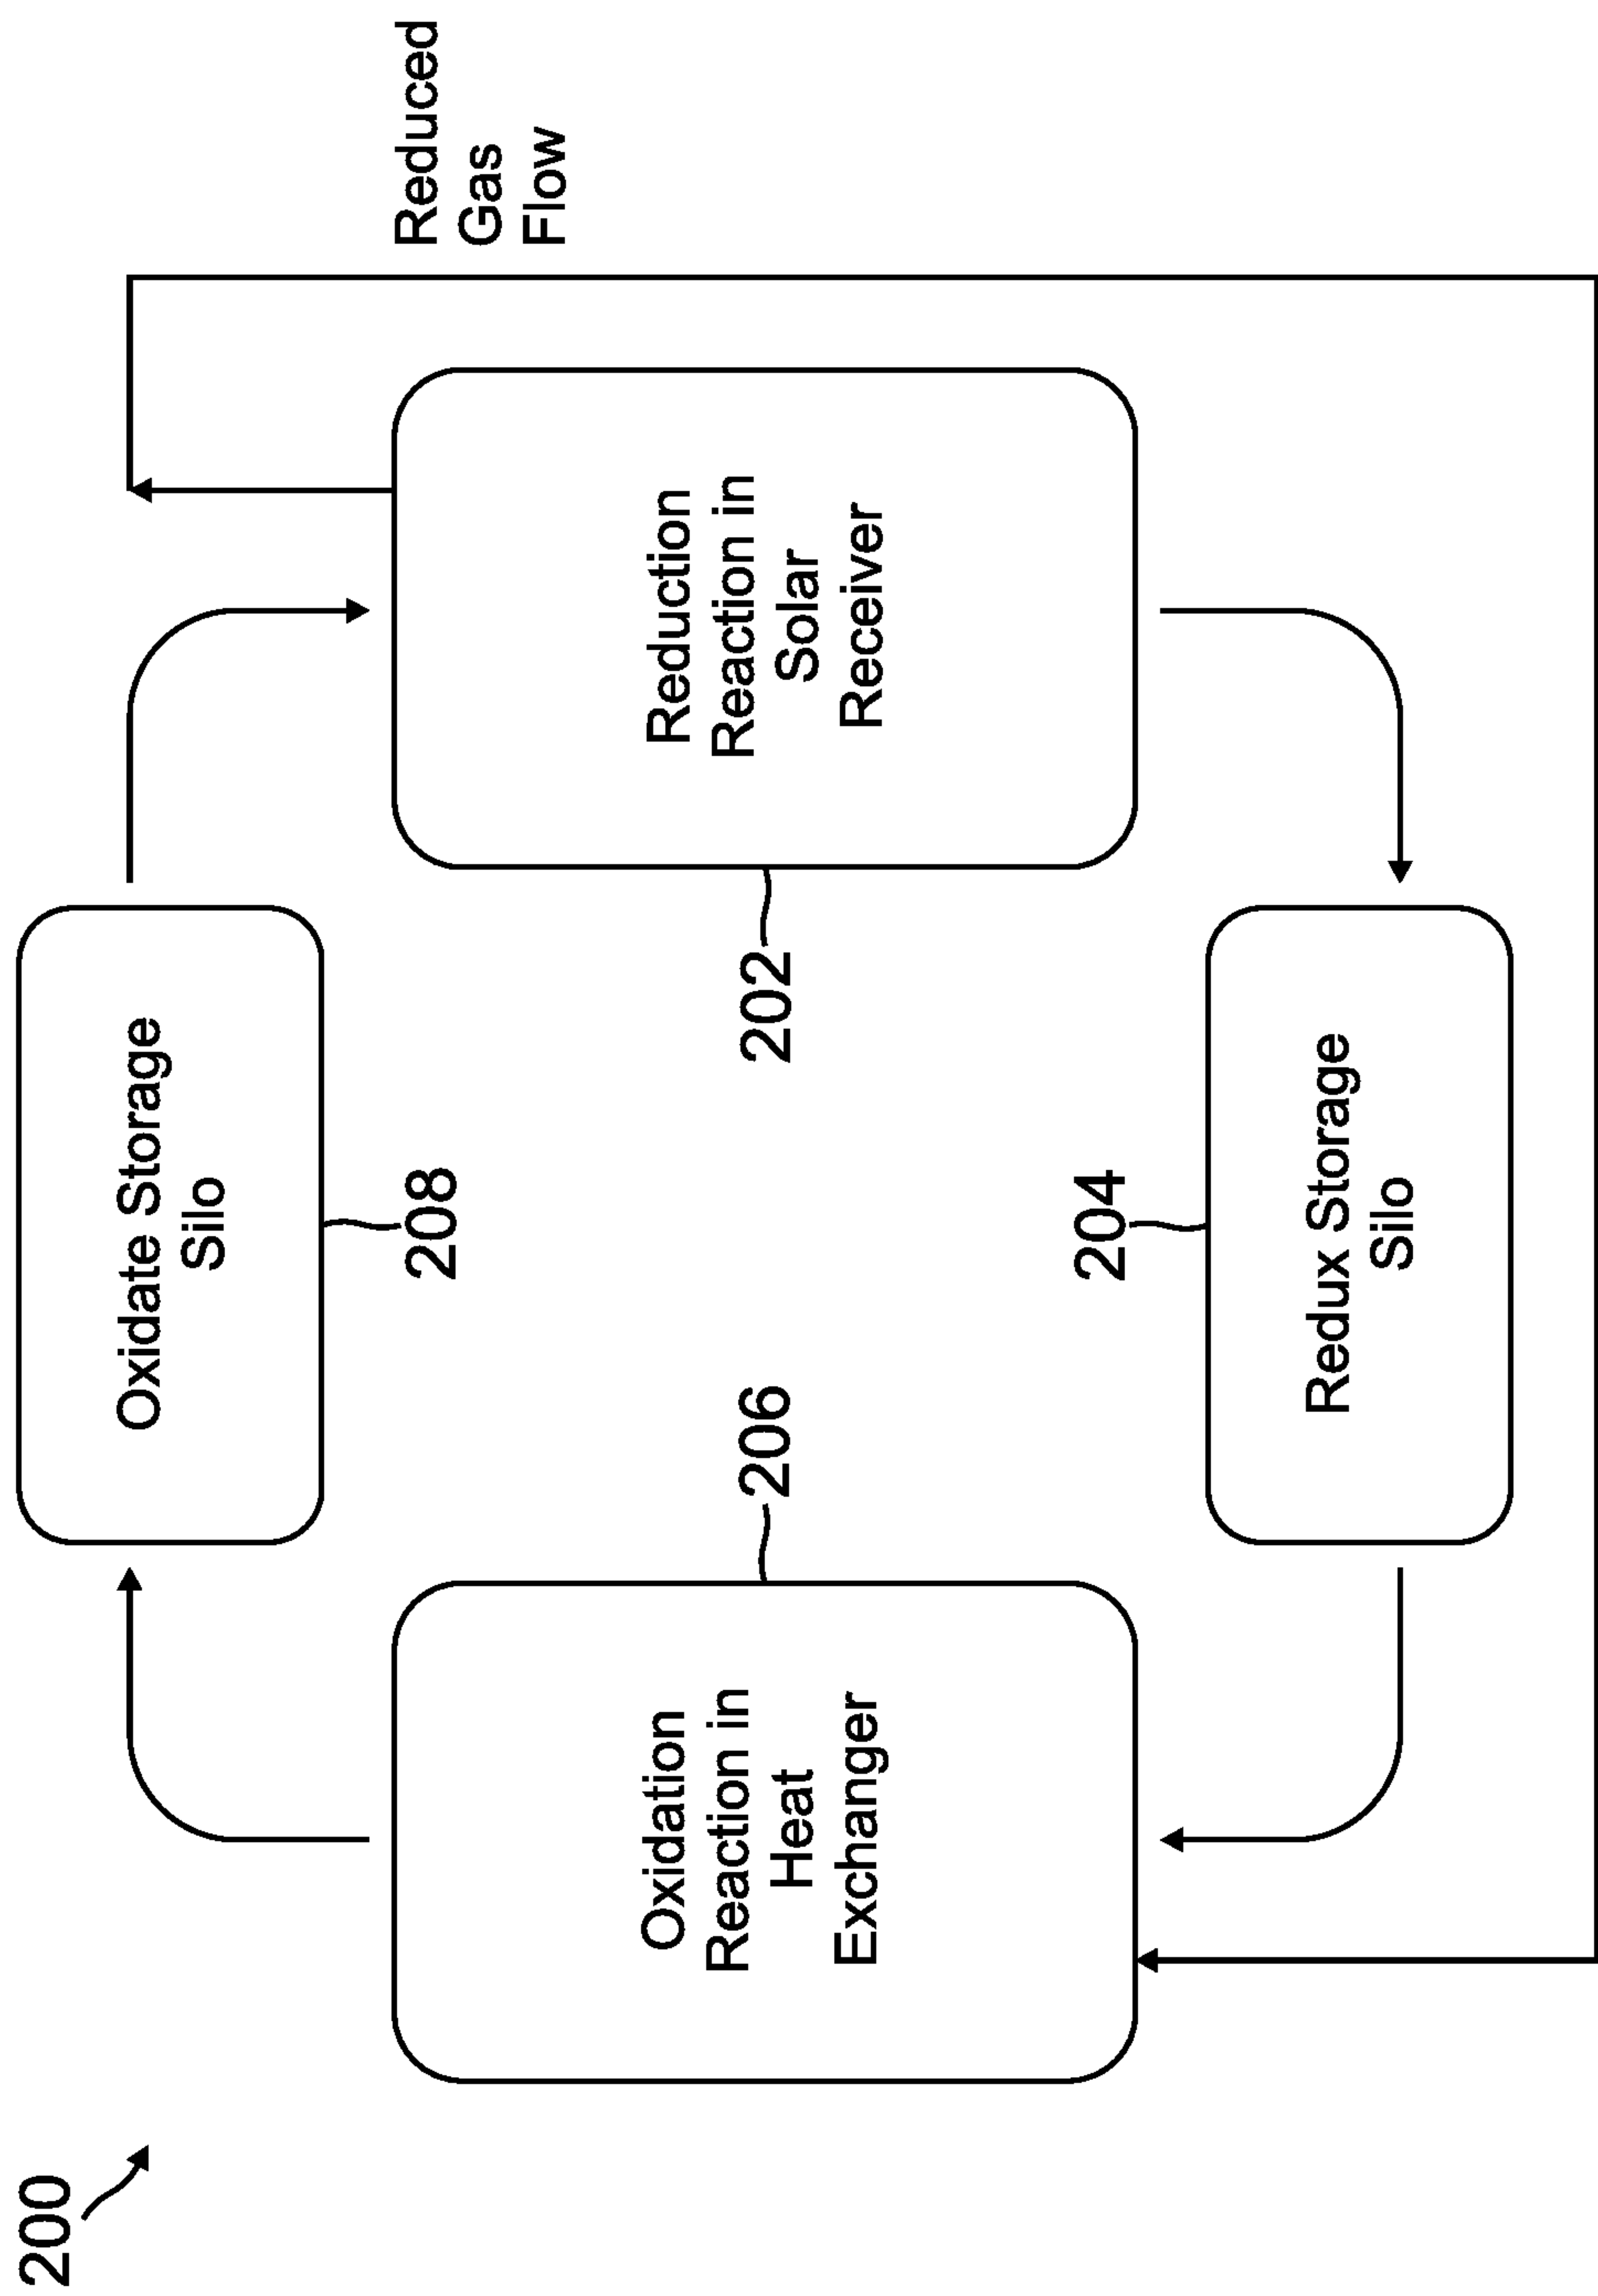 200
Oxidate Storage
Silo
208
Reduced
Gas
Flow
Oxidation
Reaction in
Heat
Exchanger
206
202
Reduction
Reaction in
Solar
Receiver
204
Redux Storage
Silo